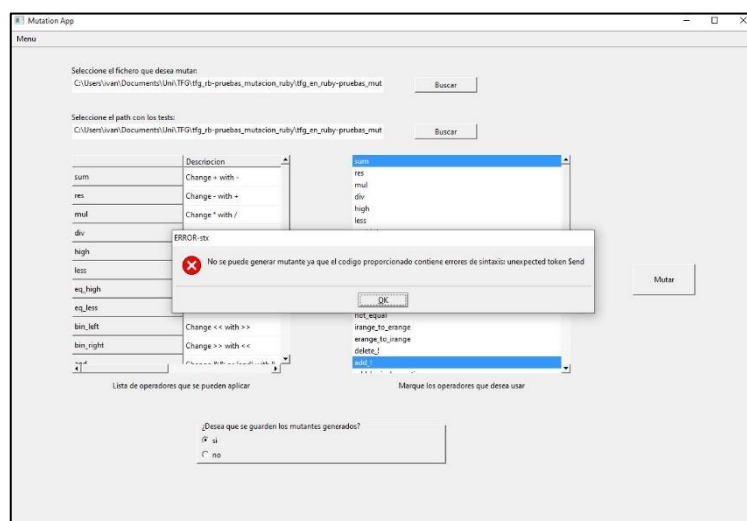 Mutation App
Menu
Seleccione el fichero que desea mutar:
C:\Users\ivan\Documents\Uni\TFG\tfg_rb-pruebas_mutacion_ruby\tfg_en_ruby-pruebas_mut
Buscar
Seleccione el path con los tests:
C:\Users\ivan\Documents\Uni\TFG\tfg_rb-pruebas_mutacion_ruby\tfg_en_ruby-pruebas_mut
Buscar
Descripcion
sum Change + with -
res Change - with +
mul Change * with /
div
high
less
eq_high
eq_less
bin_left Change << with >>
bin_right Change >> with <<
sum
res
mul
div
high
less
ERROR-stx
No se puede generar mutante ya que el codigo proporcionado contiene errores de sintaxis: unexpected token $end
OK
not_equal
irange_to_erange
erange_to_irange
delete_!
add_!
Mutar
Lista de operadores que se pueden aplicar
Marque los operadores que desea usar
¿Desea que se guarden los mutantes generados?
si
no